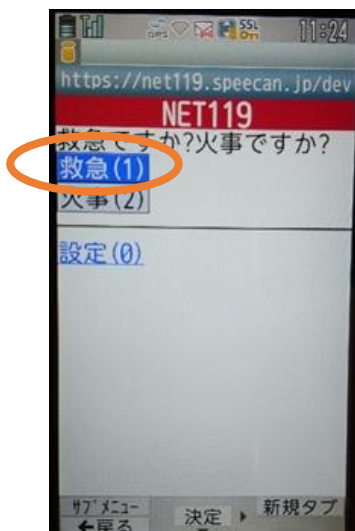 GPS SSL 11:24
https://net119.speecan.jp/dev
NET119
救急ですか?火事ですか?
救急(1)
火事(2)
設定(0)
ｻﾌﾞﾒﾆｭｰ 決定 新規タブ
戻る